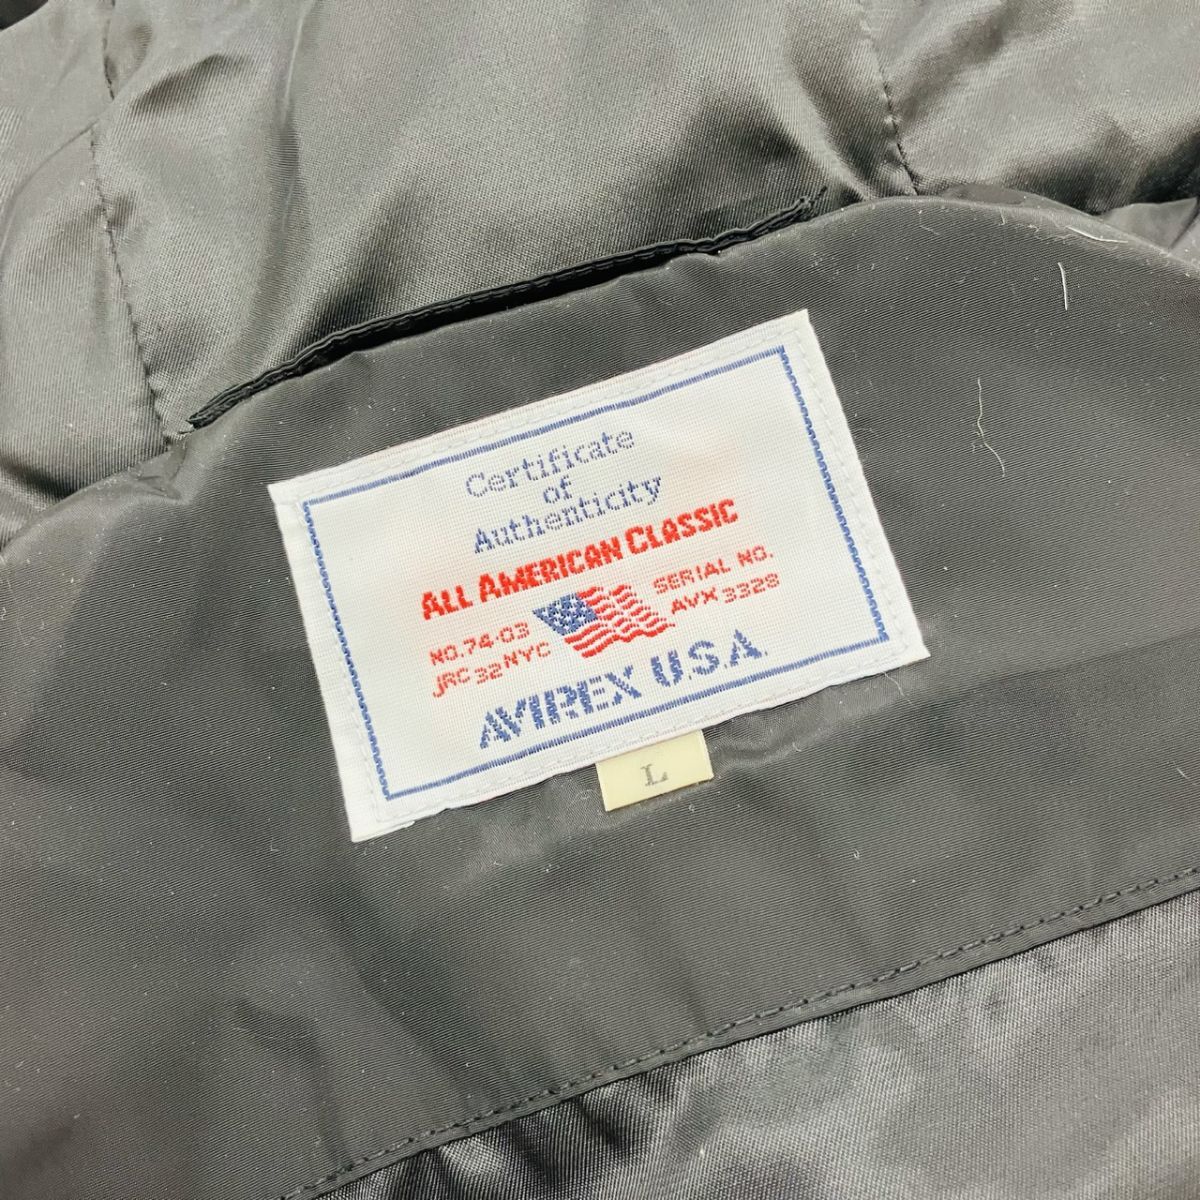 Certificate
of
Authenticity
ALL AMERICAN CLASSIC
NO.74-03
JRC 32 NYC
SERIAL NO.
AVX 3328
AVIREX U.S.A.
L